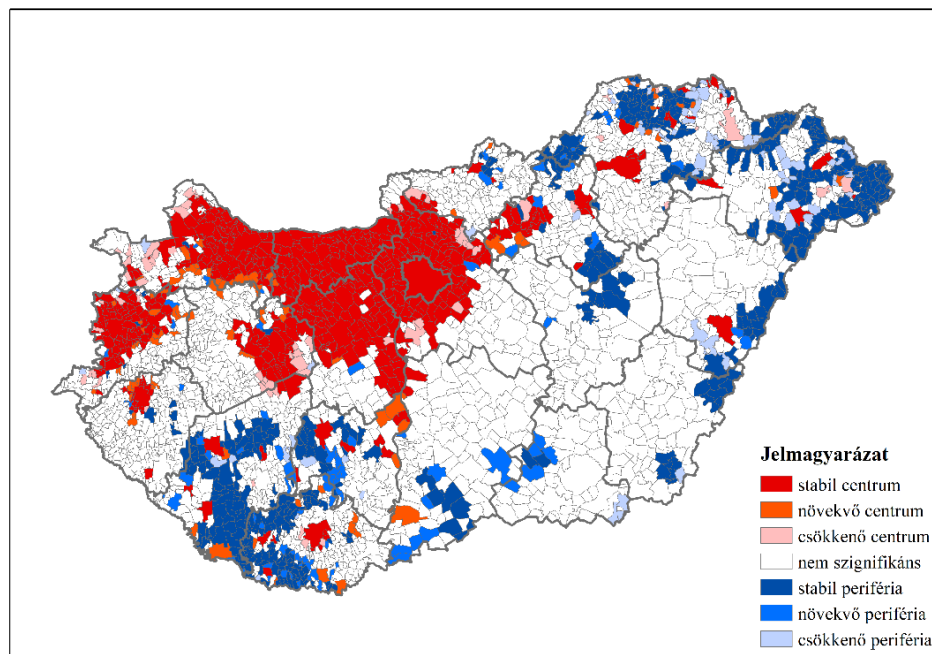 Jelmagyarázat
stabil centrum
növekvő centrum
csökkenő centrum
nem szignifikáns
stabil periféria
növekvő periféria
csökkenő periféria